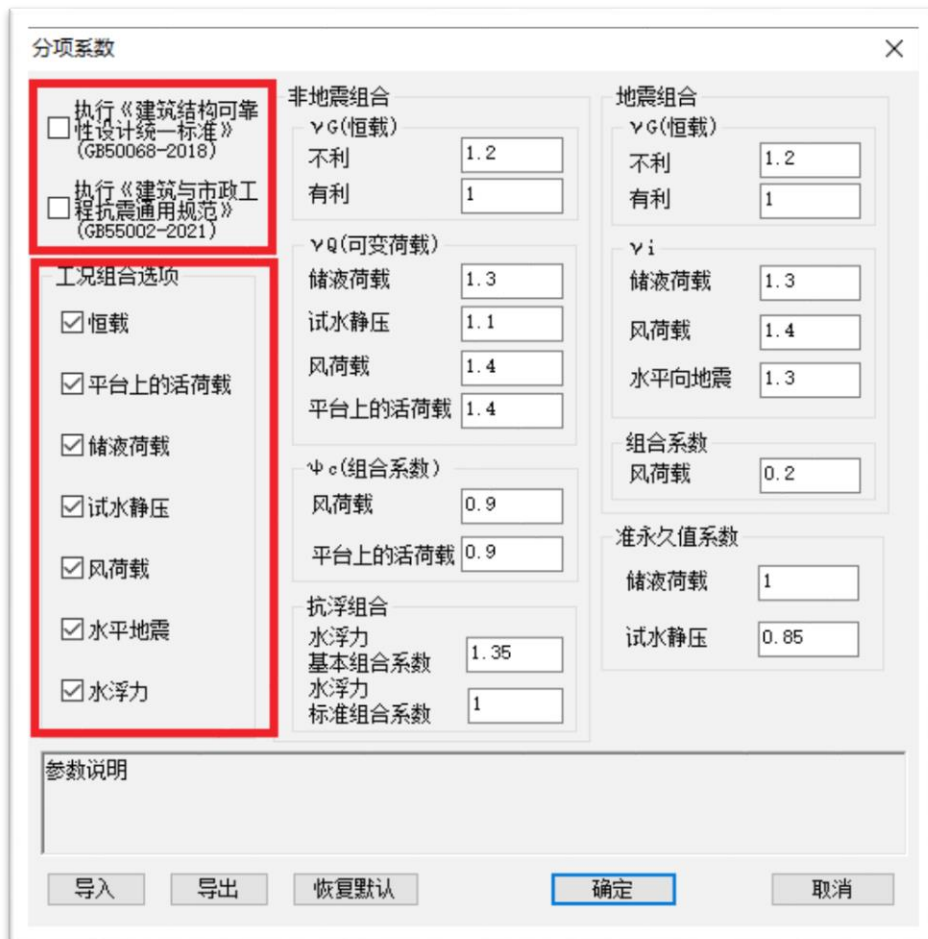 分项系数
执行《建筑结构可靠
性设计统一标准》
(GB50068-2018)
执行《建筑与市政工
程抗震通用规范》
(GB55002-2021)
工况组合选项
恒载
平台上的活荷载
储液荷载
试水静压
风荷载
水平地震
水浮力
非地震组合
γG(恒载)
不利 1.2
有利 1
γQ(可变荷载)
储液荷载 1.3
试水静压 1.1
风荷载 1.4
平台上的活荷载 1.4
ψc(组合系数)
风荷载 0.9
平台上的活荷载 0.9
抗浮组合
水浮力
基本组合系数 1.35
水浮力
标准组合系数 1
地震组合
γG(恒载)
不利 1.2
有利 1
γi
储液荷载 1.3
风荷载 1.4
水平向地震 1.3
组合系数
风荷载 0.2
准永久值系数
储液荷载 1
试水静压 0.85
参数说明
导入 导出 恢复默认 确定 取消